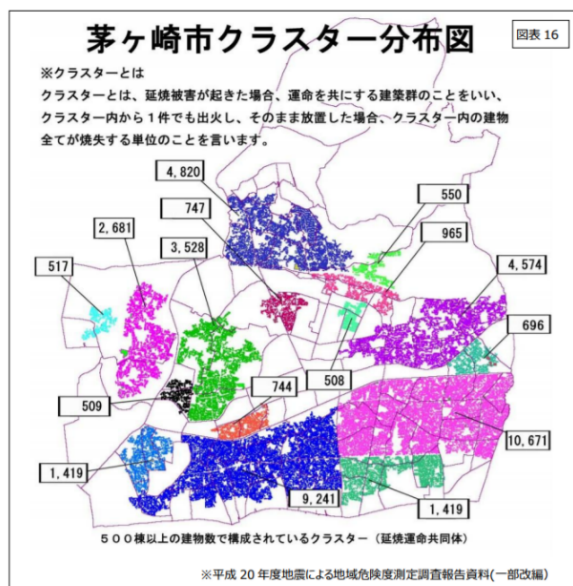 茅ヶ崎市クラスター分布図
図表 16
※クラスターとは
クラスターとは、延焼被害が起きた場合、運命を共にする建築群のことをいい、
クラスター内から1件でも出火し、そのまま放置した場合、クラスター内の建物
全てが焼失する単位のことを言います。
4,820
550
747
965
2,681
3,528
4,574
517
696
508
744
509
10,671
1,419
9,241
1,419
500棟以上の建物数で構成されているクラスター（延焼運命共同体）
※平成 20 年度地震による地域危険度測定調査報告資料(一部改編)